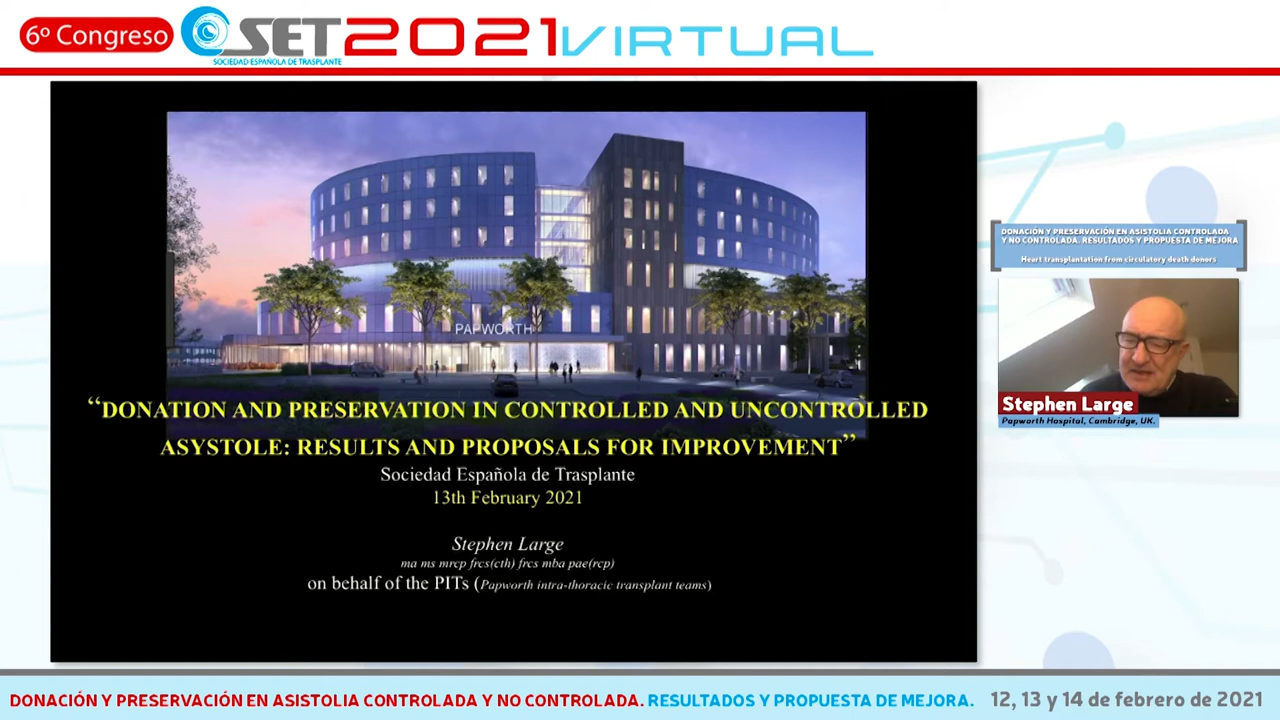 6º Congreso
SET 2021 VIRTUAL
SOCIEDAD ESPAÑOLA DE TRASPLANTE
PAPWORTH
“DONATION AND PRESERVATION IN CONTROLLED AND UNCONTROLLED
ASYSTOLE: RESULTS AND PROPOSALS FOR IMPROVEMENT”
Sociedad Española de Trasplante
13th February 2021
Stephen Large
ma ms mrcp frcs(cth) frcs mba pae(rcp)
on behalf of the PITs (Papworth intra-thoracic transplant teams)
DONACIÓN Y PRESERVACIÓN EN ASISTOLIA CONTROLADA
Y NO CONTROLADA. RESULTADOS Y PROPUESTA DE MEJORA
Heart transplantation from circulatory death donors
Stephen Large
Papworth Hospital, Cambridge, UK.
DONACIÓN Y PRESERVACIÓN EN ASISTOLIA CONTROLADA Y NO CONTROLADA. RESULTADOS Y PROPUESTA DE MEJORA. 12, 13 y 14 de febrero de 2021